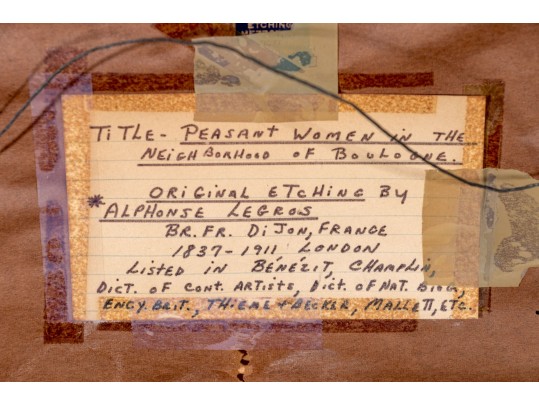 ETCHING
TITLE- PEASANT WOMEN IN THE
NEIGHBORHOOD OF BOULOGNE.
ORIGINAL ETCHING BY
* ALPHONSE LEGROS
BR. FR. DIJON, FRANCE
1837-1911 LONDON
LISTED IN BÉNÉZIT, CHAMPLIN,
DICT. OF CONT. ARTISTS, DICT. OF NAT. BIOG,
ENCY. BRIT., THIEME + BECKER, MALLETT, ETC.